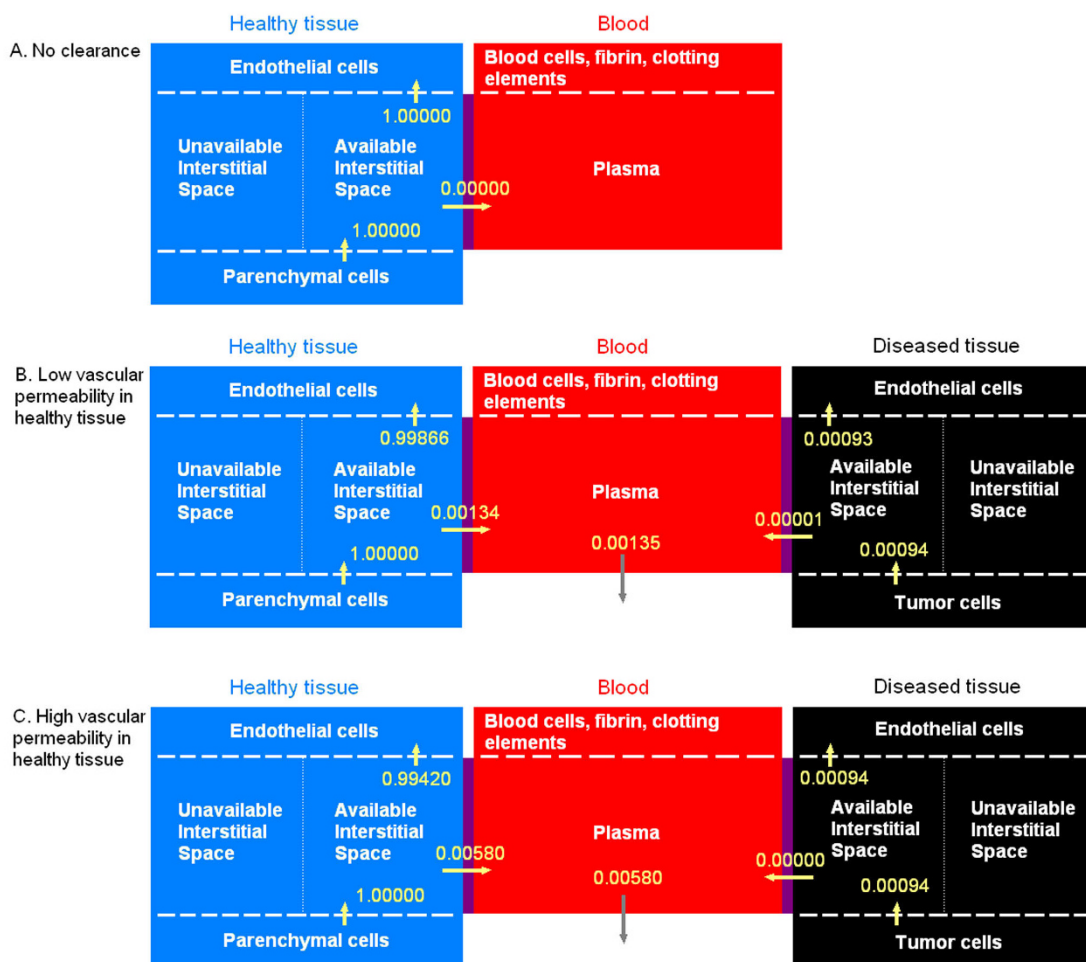 Healthy tissue
Blood
A. No clearance
Endothelial cells
Blood cells, fibrin, clotting
elements
1.00000
Unavailable
Interstitial
Space
Available
Interstitial
Space
Plasma
0.00000
1.00000
Parenchymal cells
Healthy tissue
Blood
Diseased tissue
B. Low vascular
permeability in
healthy tissue
Endothelial cells
Blood cells, fibrin, clotting
elements
Endothelial cells
0.99866
0.00093
Unavailable
Interstitial
Space
Available
Interstitial
Space
Plasma
Available
Interstitial
Space
Unavailable
Interstitial
Space
0.00134
0.00135
0.00001
1.00000
0.00094
Parenchymal cells
Tumor cells
Healthy tissue
Blood
Diseased tissue
C. High vascular
permeability in
healthy tissue
Endothelial cells
Blood cells, fibrin, clotting
elements
Endothelial cells
0.99420
0.00094
Unavailable
Interstitial
Space
Available
Interstitial
Space
Plasma
Available
Interstitial
Space
Unavailable
Interstitial
Space
0.00580
0.00580
0.00000
1.00000
0.00094
Parenchymal cells
Tumor cells